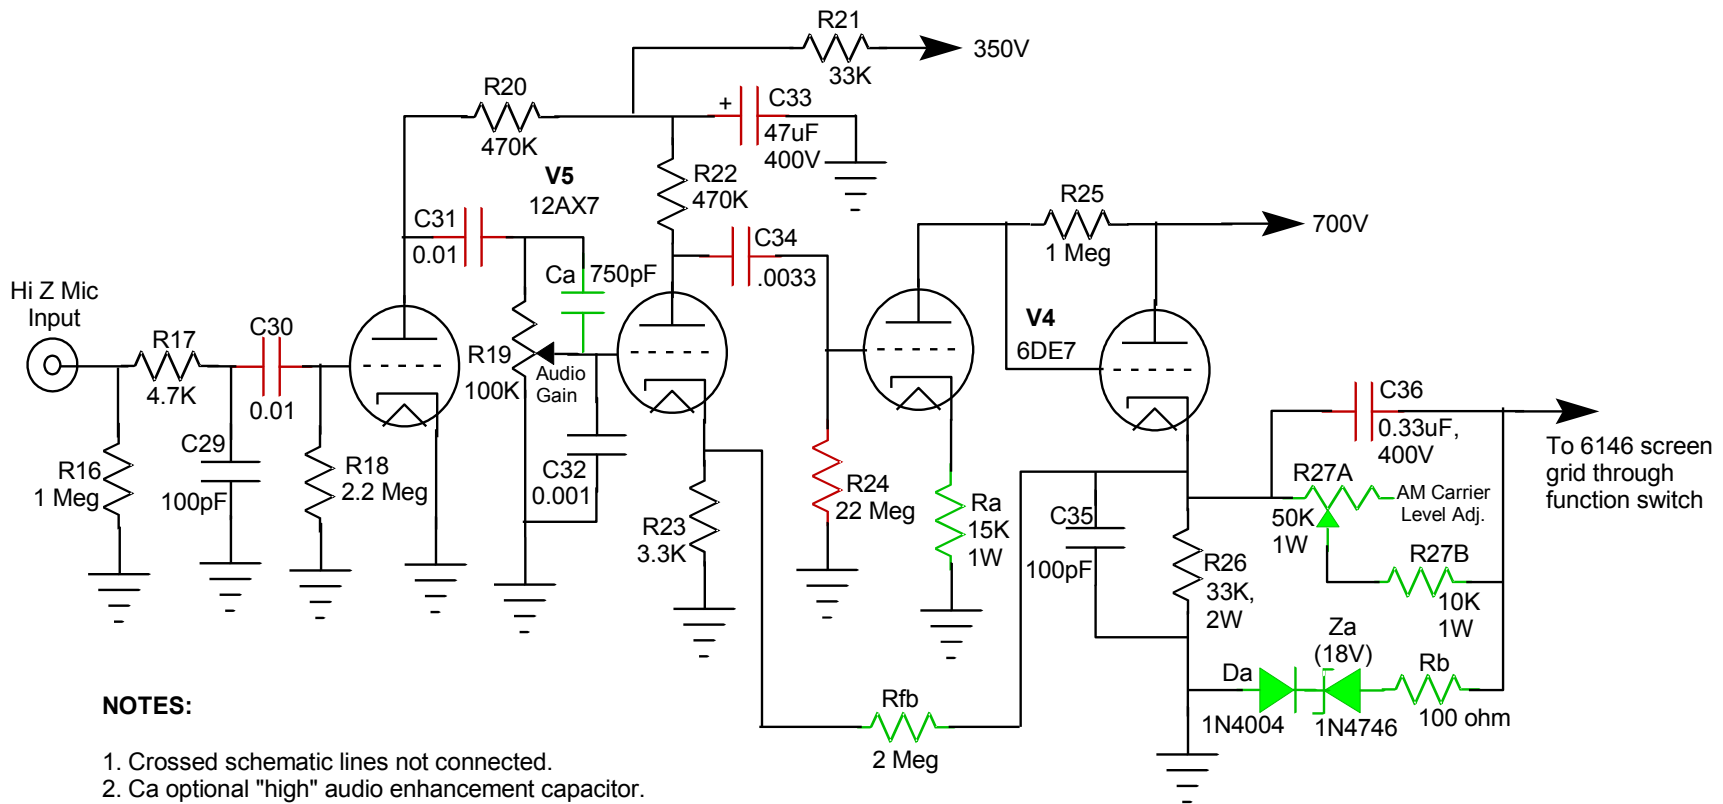 R21
350V
33K
R20
+
C33
470K
47uF
400V
V5
R22
12AX7
470K
R25
C31
C34
700V
0.01
1 Meg
Ca
750pF
.0033
Hi Z Mic
Input
V4
C30
6DE7
R17
R19
Audio
Gain
4.7K
100K
C36
0.01
0.33uF,
400V
To 6146 screen
grid through
function switch
C29
R16
R18
C32
R24
R27A
AM Carrier
Level Adj.
1 Meg
2.2 Meg
0.001
22 Meg
Ra
C35
50K
1W
100pF
R23
15K
1W
3.3K
R26
R27B
100pF
33K,
2W
10K
1W
Za
(18V)
Da
Rb
NOTES:
Rfb
1N4004
1N4746
100 ohm
2 Meg
1. Crossed schematic lines not connected.
2. Ca optional "high" audio enhancement capacitor.